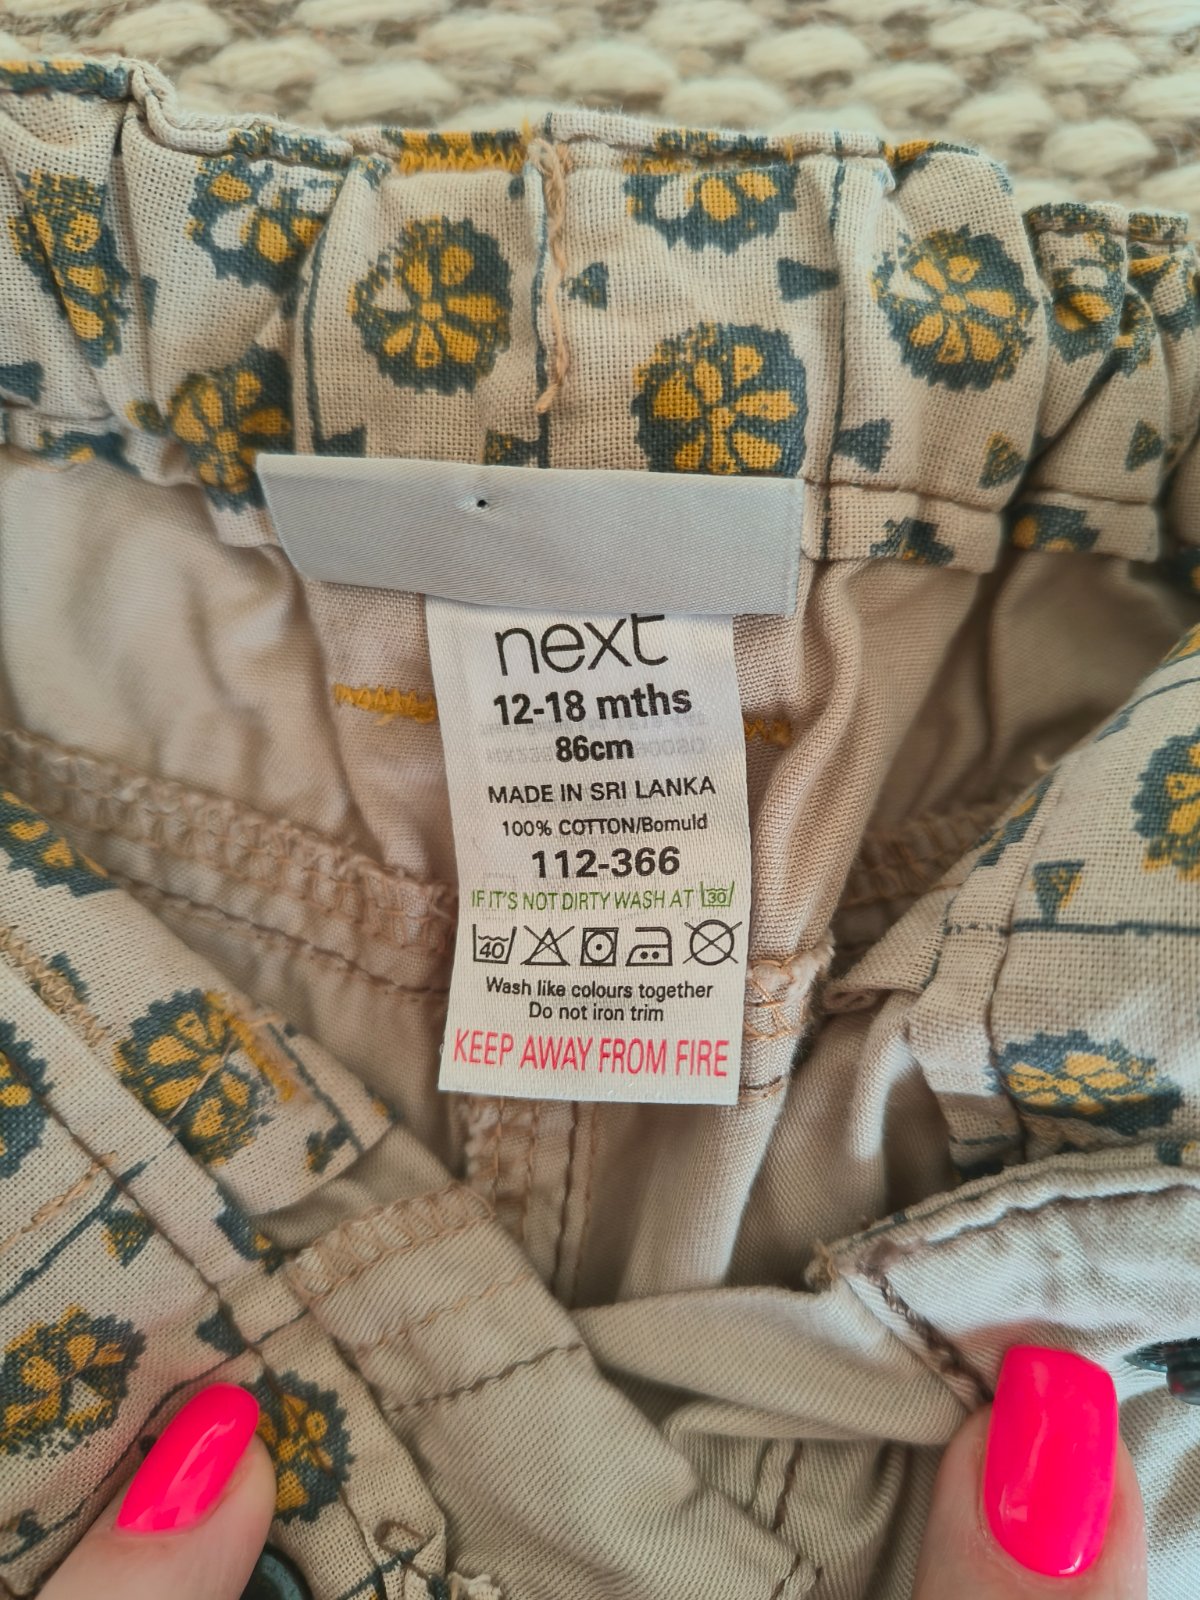 next
12-18 mths
86cm
MADE IN SRI LANKA
100% COTTON/Bomuld
112-366
IF IT'S NOT DIRTY WASH AT 30
40
Wash like colours together
Do not iron trim
KEEP AWAY FROM FIRE